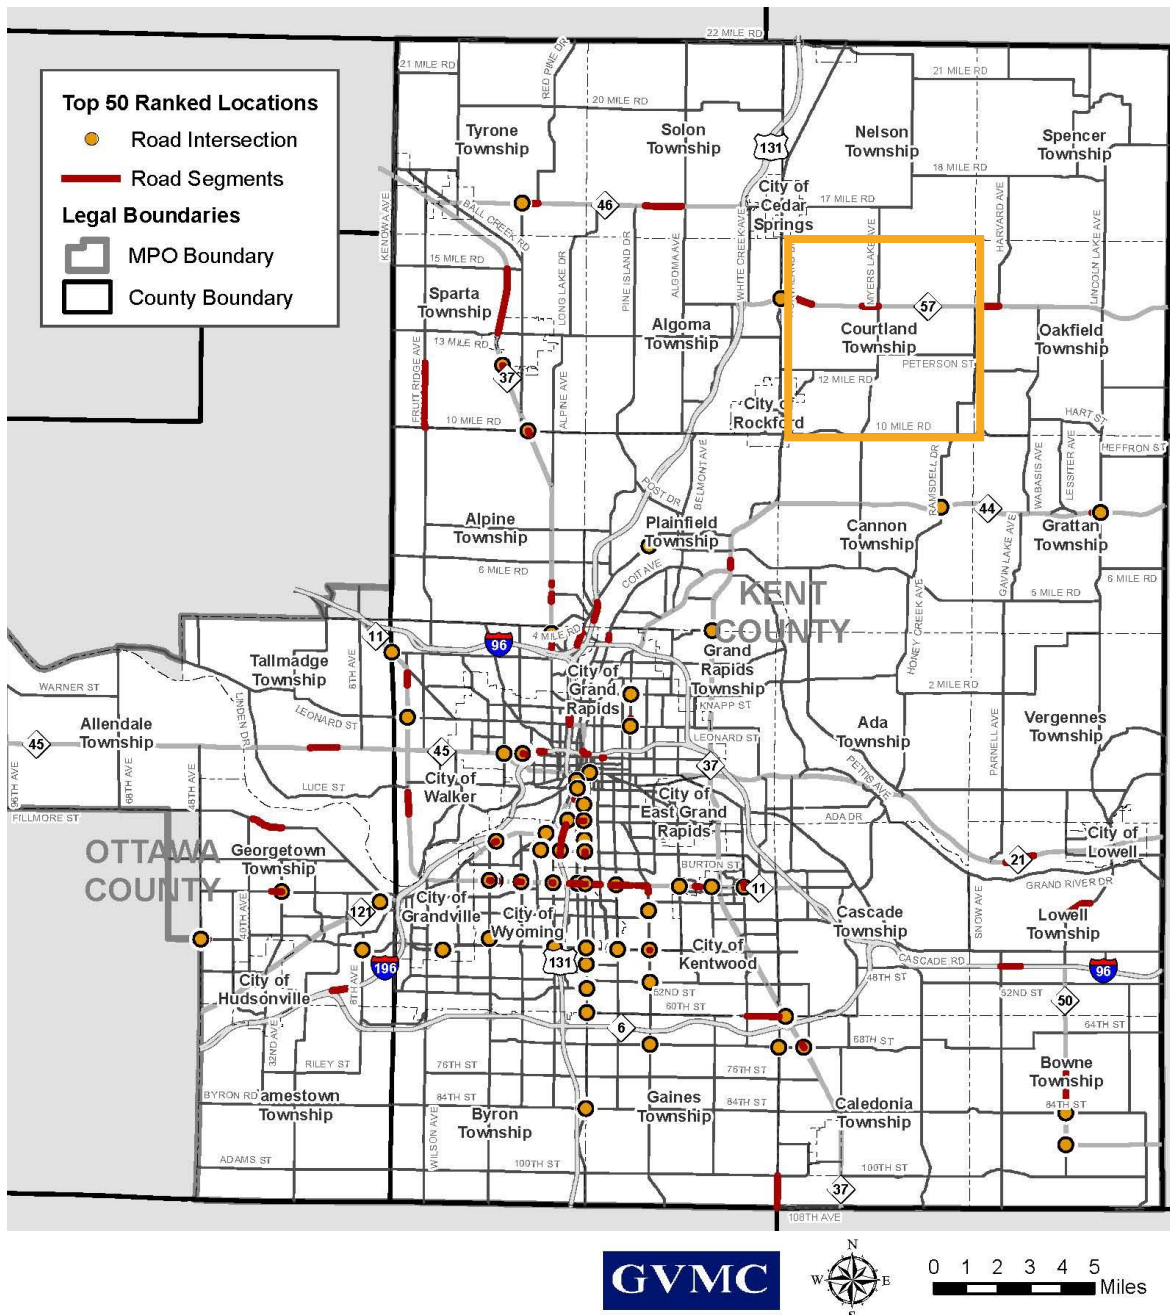 22 MILE RD
21 MILE RD
RED PINE DR
21 MILE RD
Top 50 Ranked Locations
Road Intersection
Road Segments
Legal Boundaries
MPO Boundary
County Boundary
20 MILE RD
Tyrone
Township
Solon
Township
131
Nelson
Township
Spencer
Township
18 MILE RD
KENOWA AVE
BALL CREEK RD
46
City of
Cedar
Springs
17 MILE RD
HARVARD AVE
LINCOLN LAKE AVE
15 MILE RD
LONG LAKE DR
PINE ISLAND DR
ALGOMA AVE
WHITE CREEK AVE
MYERS LAKE AVE
57
Sparta
Township
Algoma
Township
Courtland
Township
Oakfield
Township
13 MILE RD
PETERSON ST
FRUIT RIDGE AVE
37
ALPINE AVE
12 MILE RD
City of
Rockford
10 MILE RD
10 MILE RD
HART ST
HEFFRON ST
BELMONT AVE
RAMSDELL DR
WABASIS AVE
LESSITER AVE
POST DR
44
Alpine
Township
Plainfield
Township
Cannon
Township
Grattan
Township
GAVIN LAKE AVE
6 MILE RD
COIT AVE
6 MILE RD
5 MILE RD
KENT
COUNTY
HONEY CREEK AVE
11
96
4 MILE RD
Tallmadge
Township
8TH AVE
City of
Grand
Rapids
Grand
Rapids
Township
WARNER ST
2 MILE RD
LINDEN DR
LEONARD ST
KNAPP ST
Allendale
Township
Ada
Township
Vergennes
Township
45
45
LEONARD ST
PARNELL AVE
96TH AVE
68TH AVE
48TH AVE
City of
Walker
37
PETTIS AVE
LUCE ST
City of
East Grand
Rapids
FILLMORE ST
ADA DR
City of
Lowell
OTTAWA
COUNTY
Georgetown
Township
BURTON ST
21
11
GRAND RIVER DR
40TH AVE
121
City of
Grandville
City of
Wyoming
Cascade
Township
SNOW AVE
Lowell
Township
City of
Kentwood
131
196
CASCADE RD
96
City of
Hudsonville
8TH AVE
48TH ST
52ND ST
52ND ST
50
60TH ST
6
64TH ST
32ND AVE
68TH ST
RILEY ST
76TH ST
76TH ST
Bowne
Township
BYRON RD
amestown
Township
84TH ST
Byron
Township
Gaines
Township
84TH ST
Caledonia
Township
84TH ST
WILSON AVE
ADAMS ST
100TH ST
100TH ST
37
108TH AVE
GVMC
N
W E
S
0 1 2 3 4 5
Miles